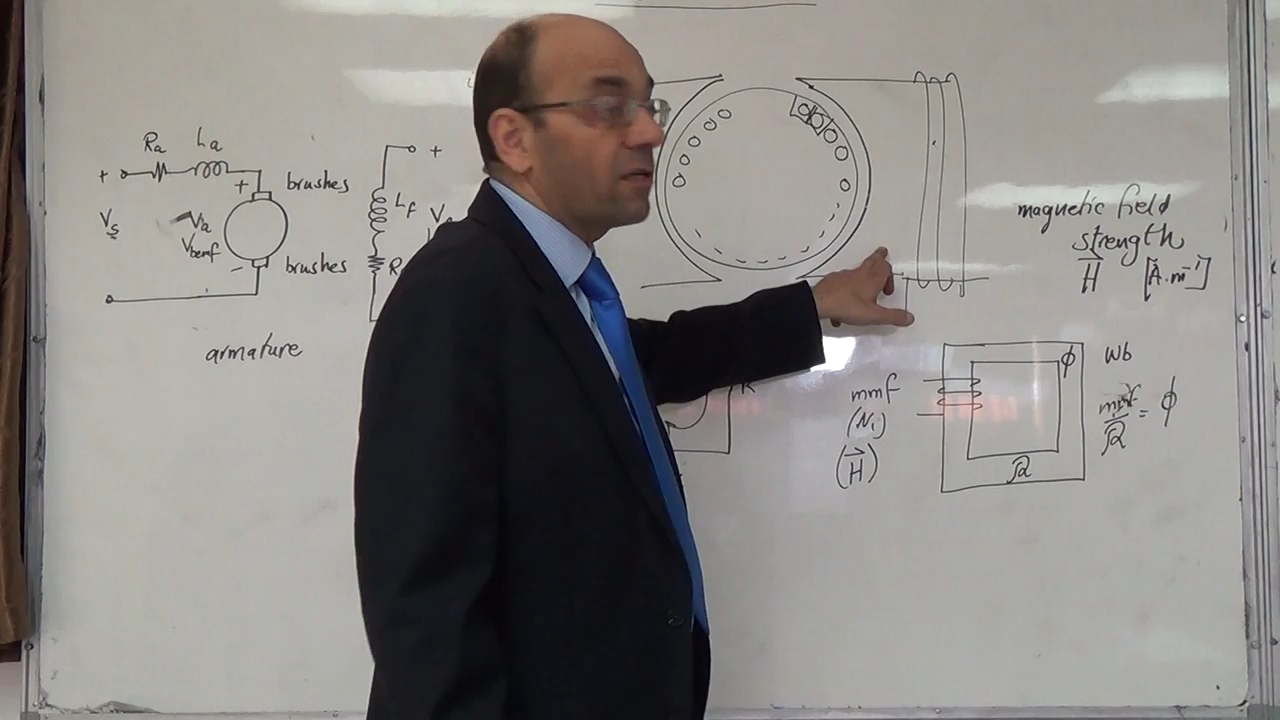 Ra La
+
+
brushes
Vs
Va
Vbemf
-
brushes
armature
+
Lf
R
magnetic field
strength
H [A.m⁻¹]
mmf
(Ni)
(H)
ϕ
Wb
mmf/ℛ = ϕ
ℛ